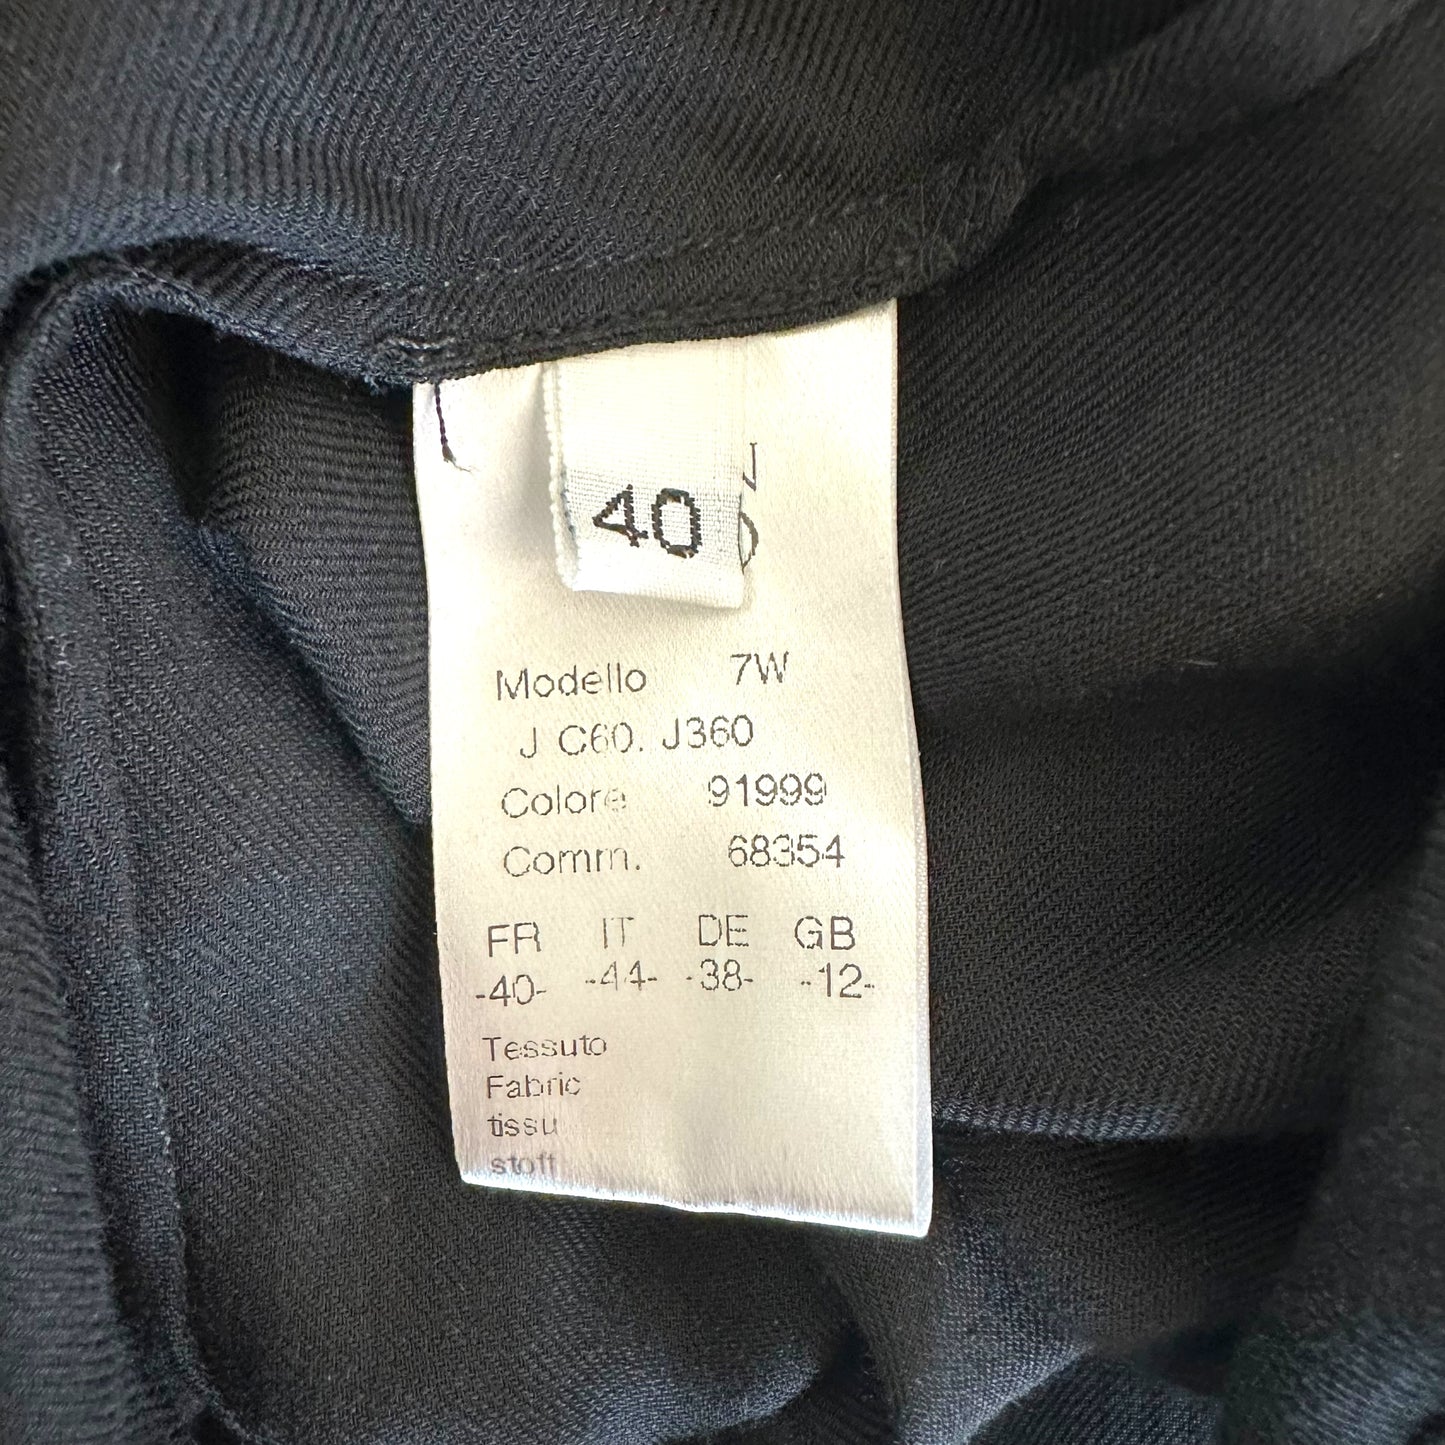 40
Modello 7W
J C60. J360
Colore 91999
Comm. 68354
FR IT DE GB
-40- -44- -38- -12-
Tessuto
Fabric
tissu
stoff